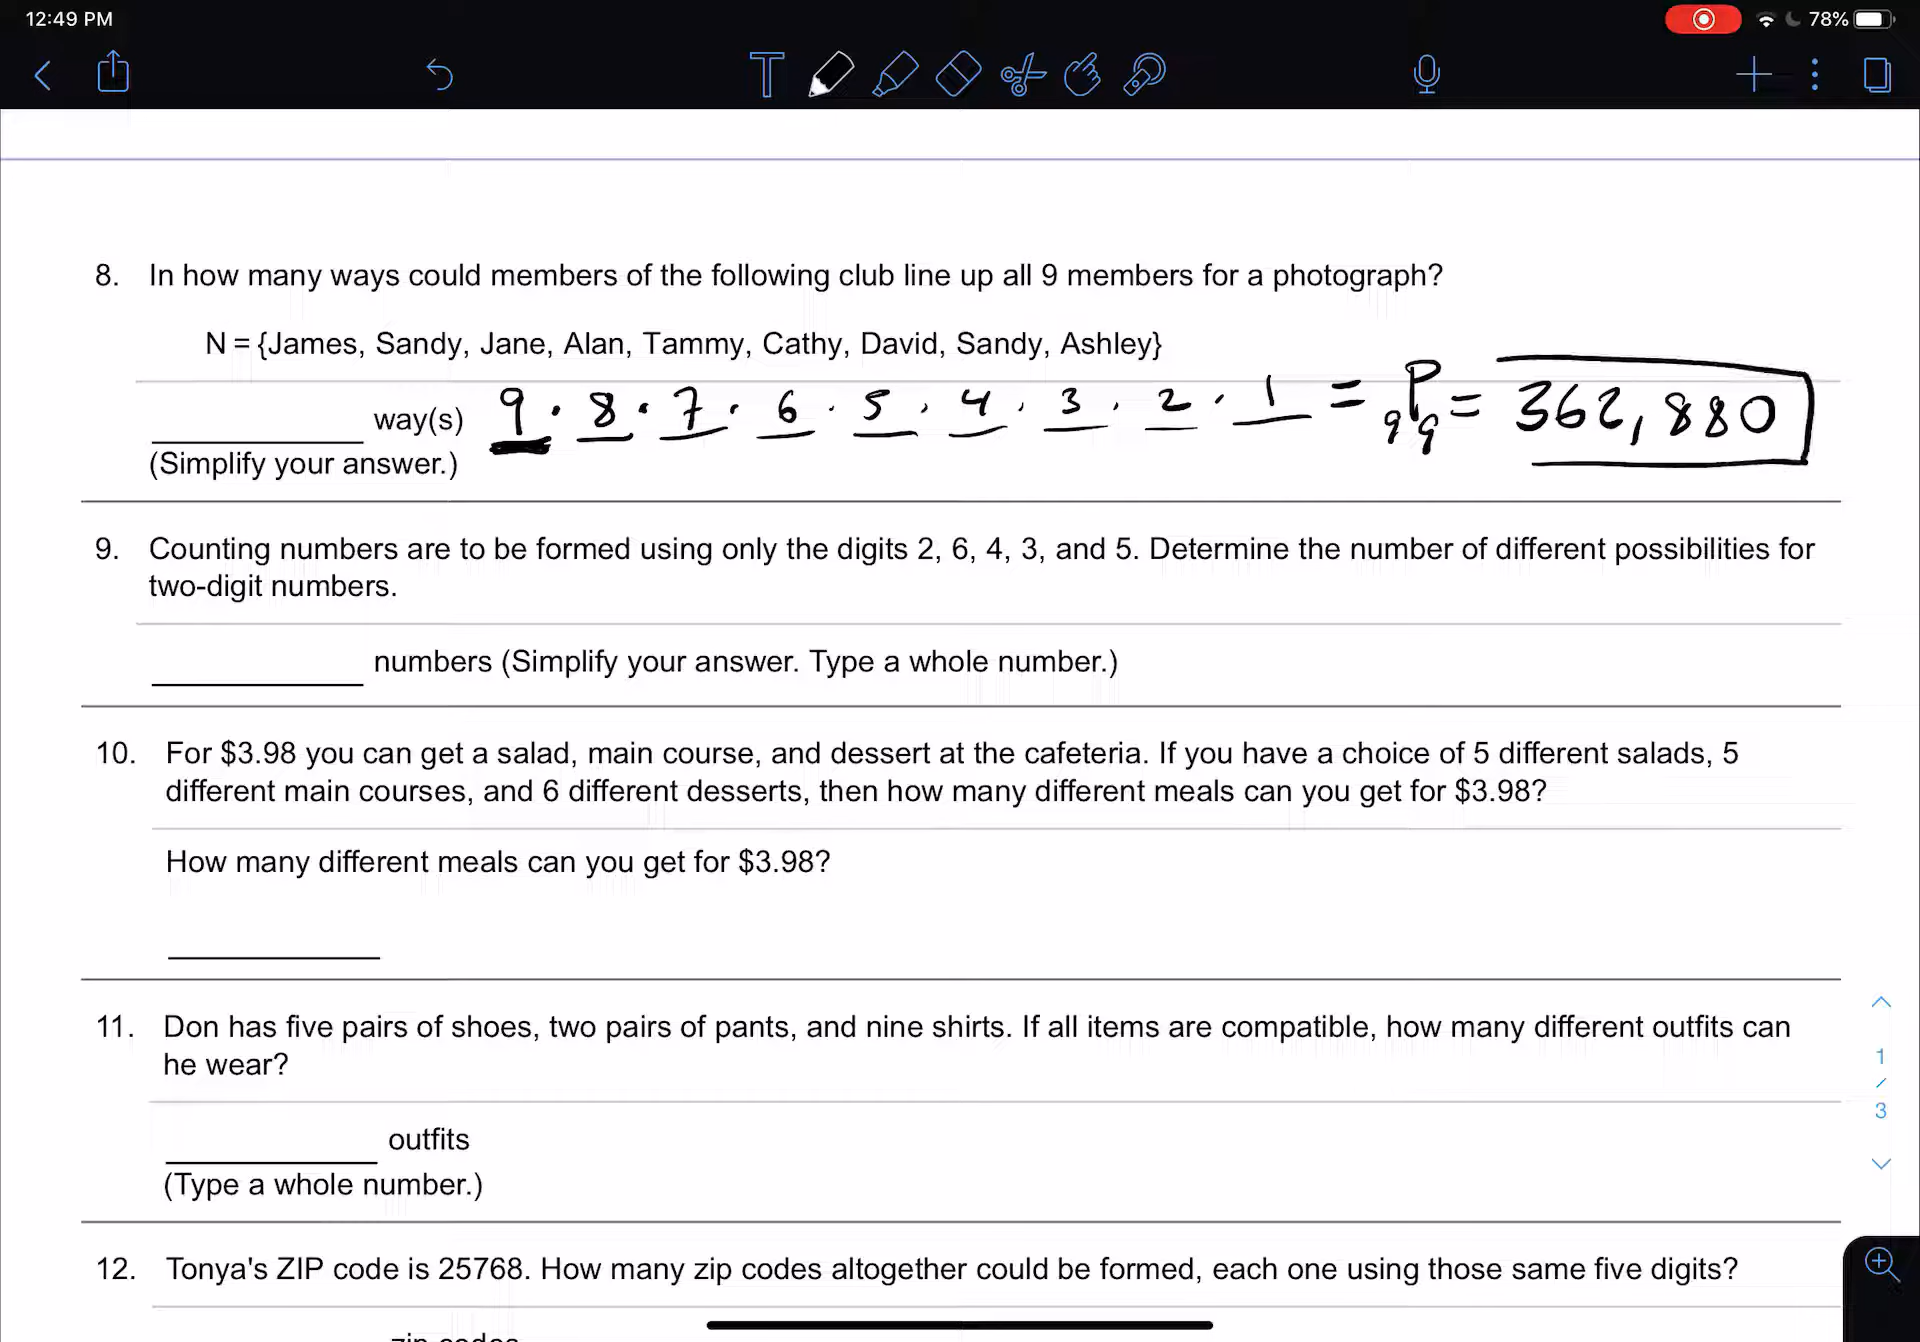 12:49 PM
78%
8. In how many ways could members of the following club line up all 9 members for a photograph?
N = {James, Sandy, Jane, Alan, Tammy, Cathy, David, Sandy, Ashley}
____________ way(s) 9 · 8 · 7 · 6 · 5 · 4 · 3 · 2 · 1 = 9P9 = 362,880
(Simplify your answer.)
9. Counting numbers are to be formed using only the digits 2, 6, 4, 3, and 5. Determine the number of different possibilities for
two-digit numbers.
____________ numbers (Simplify your answer. Type a whole number.)
10. For $3.98 you can get a salad, main course, and dessert at the cafeteria. If you have a choice of 5 different salads, 5
different main courses, and 6 different desserts, then how many different meals can you get for $3.98?
How many different meals can you get for $3.98?
____________
11. Don has five pairs of shoes, two pairs of pants, and nine shirts. If all items are compatible, how many different outfits can
he wear?
____________ outfits
(Type a whole number.)
1
/
3
12. Tonya's ZIP code is 25768. How many zip codes altogether could be formed, each one using those same five digits?
zip codes